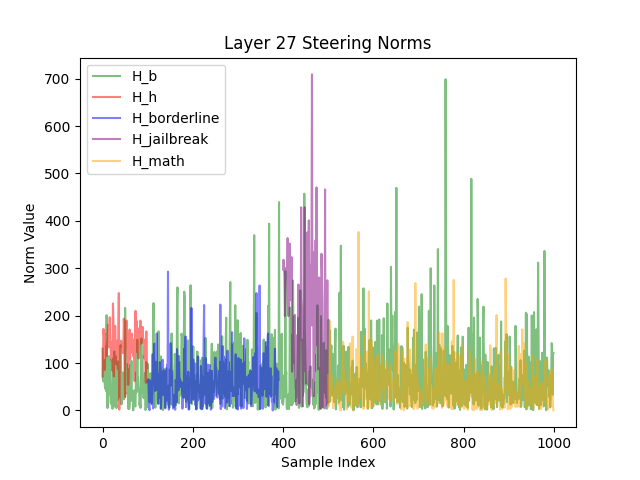 Layer 27 Steering Norms
H_b
H_h
H_borderline
H_jailbreak
H_math
Norm Value
700
600
500
400
300
200
100
0
0 200 400 600 800 1000
Sample Index